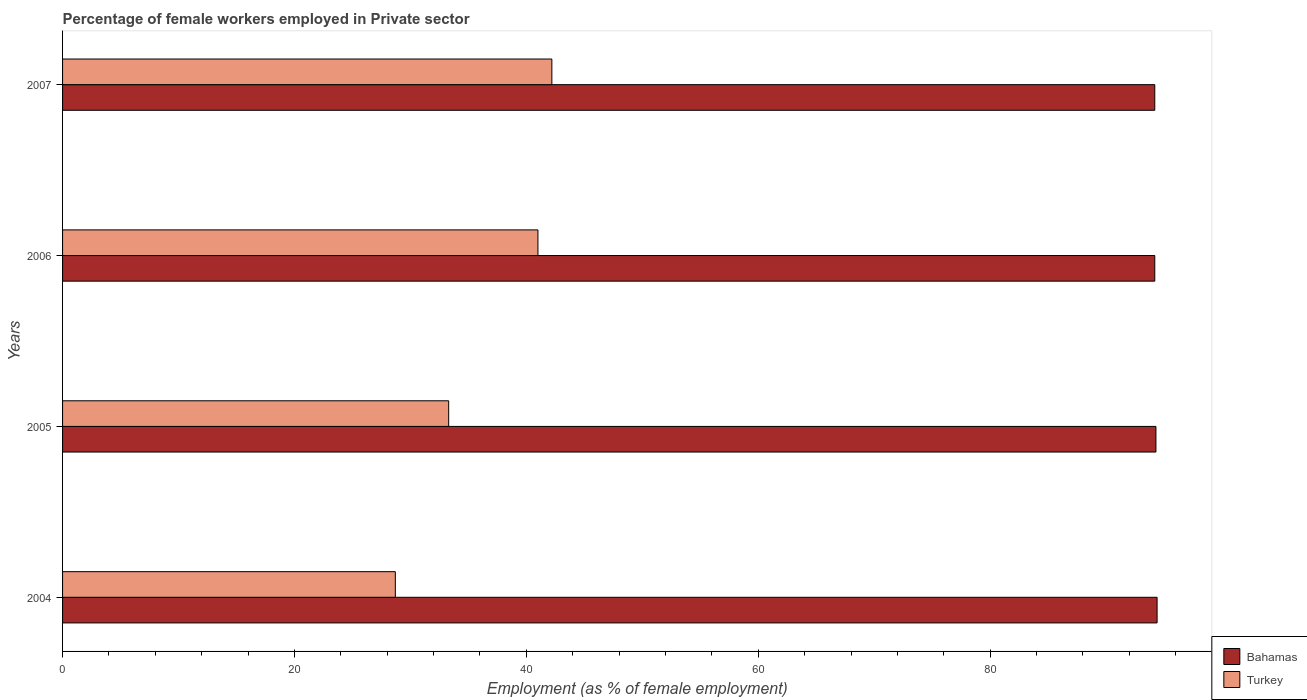 Percentage of female workers employed in Private sector
2007
2006
2005
2004
Years
0
20
40
60
80
Employment (as % of female employment)
Bahamas
Turkey